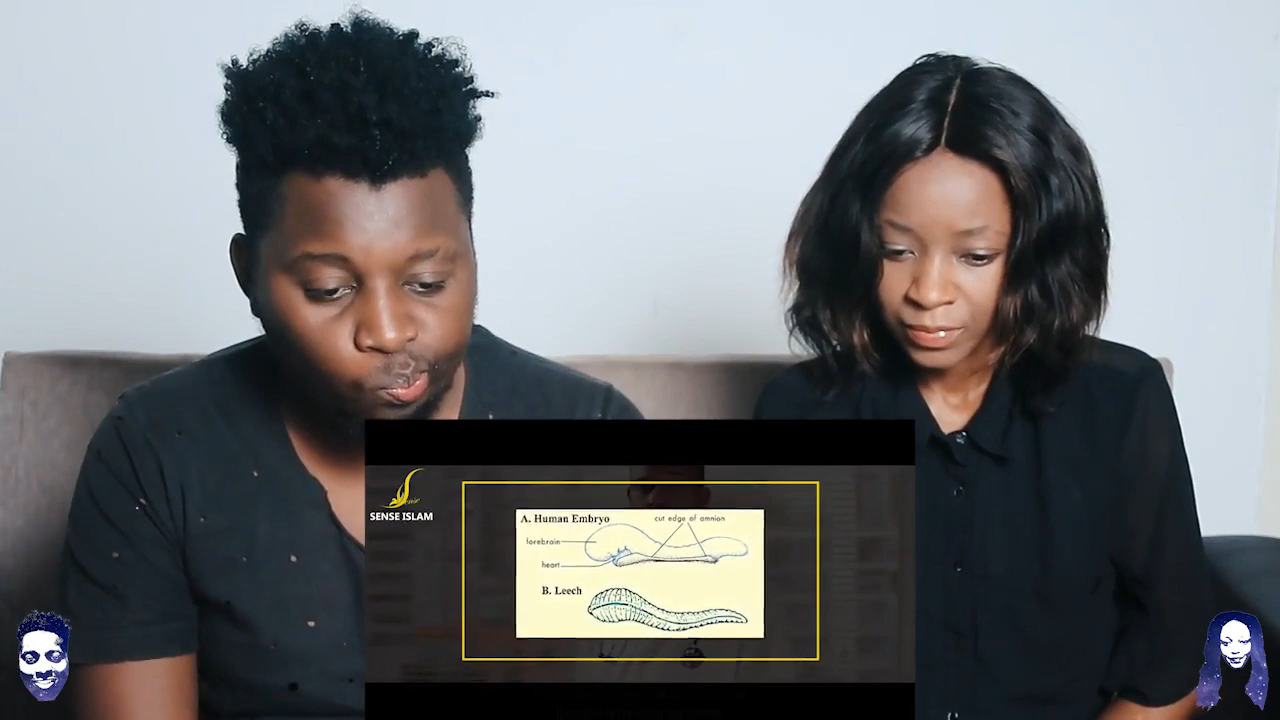 SENSE ISLAM
A. Human Embryo
cut edge of amnion
forebrain
heart
B. Leech